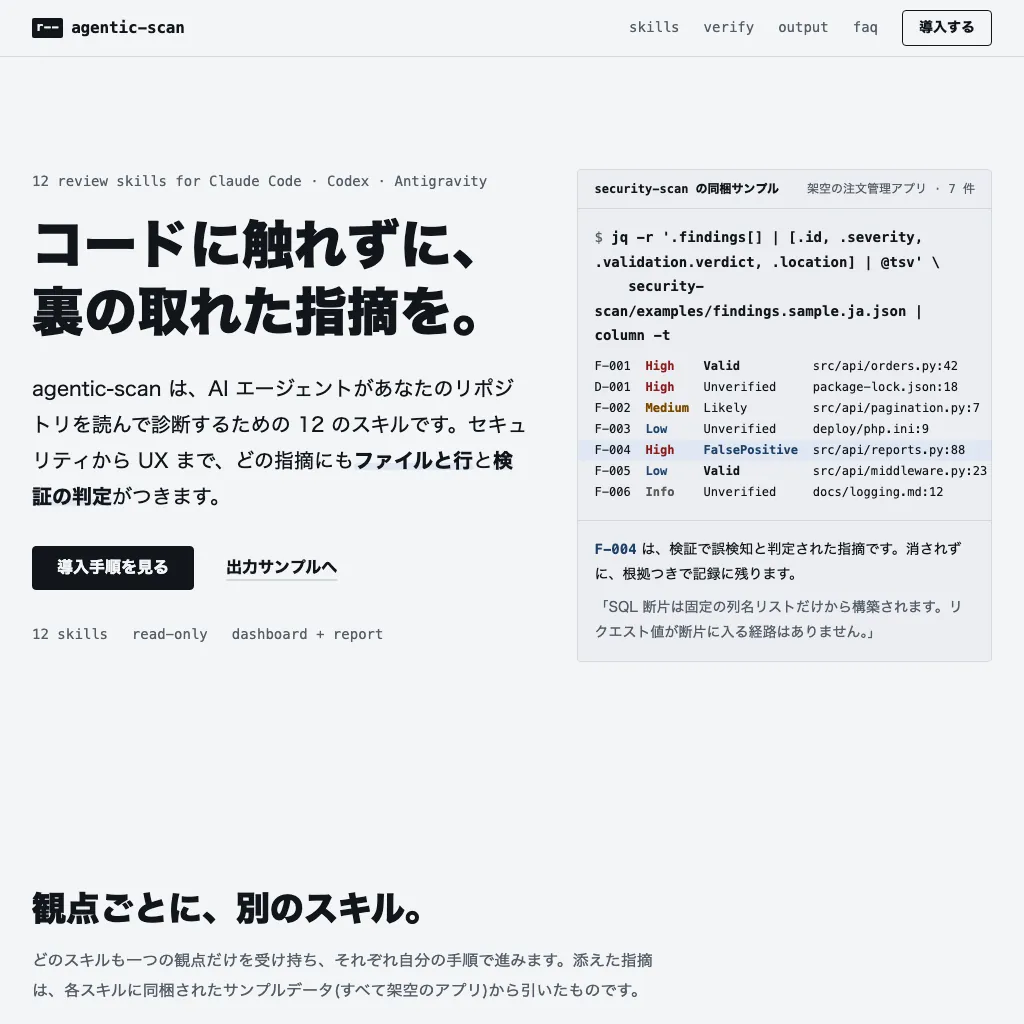 r-- agentic-scan
skills verify output faq 導入する
12 review skills for Claude Code · Codex · Antigravity
コードに触れずに、
裏の取れた指摘を。
agentic-scan は、AI エージェントがあなたのリポジ
トリを読んで診断するための 12 のスキルです。セキュ
リティから UX まで、どの指摘にもファイルと行と検
証の判定がつきます。
導入手順を見る 出力サンプルへ
12 skills read-only dashboard + report
security-scan の同梱サンプル 架空の注文管理アプリ · 7 件
$ jq -r '.findings[] | [.id, .severity,
.validation.verdict, .location] | @tsv' \
security-
scan/examples/findings.sample.ja.json |
column -t
F-001 High Valid src/api/orders.py:42
D-001 High Unverified package-lock.json:18
F-002 Medium Likely src/api/pagination.py:7
F-003 Low Unverified deploy/php.ini:9
F-004 High FalsePositive src/api/reports.py:88
F-005 Low Valid src/api/middleware.py:23
F-006 Info Unverified docs/logging.md:12
F-004 は、検証で誤検知と判定された指摘です。消されず
に、根拠つきで記録に残ります。
「SQL 断片は固定の列名リストだけから構築されます。リ
クエスト値が断片に入る経路はありません。」
観点ごとに、別のスキル。
どのスキルも一つの観点だけを受け持ち、それぞれ自分の手順で進みます。添えた指摘
は、各スキルに同梱されたサンプルデータ(すべて架空のアプリ)から引いたものです。